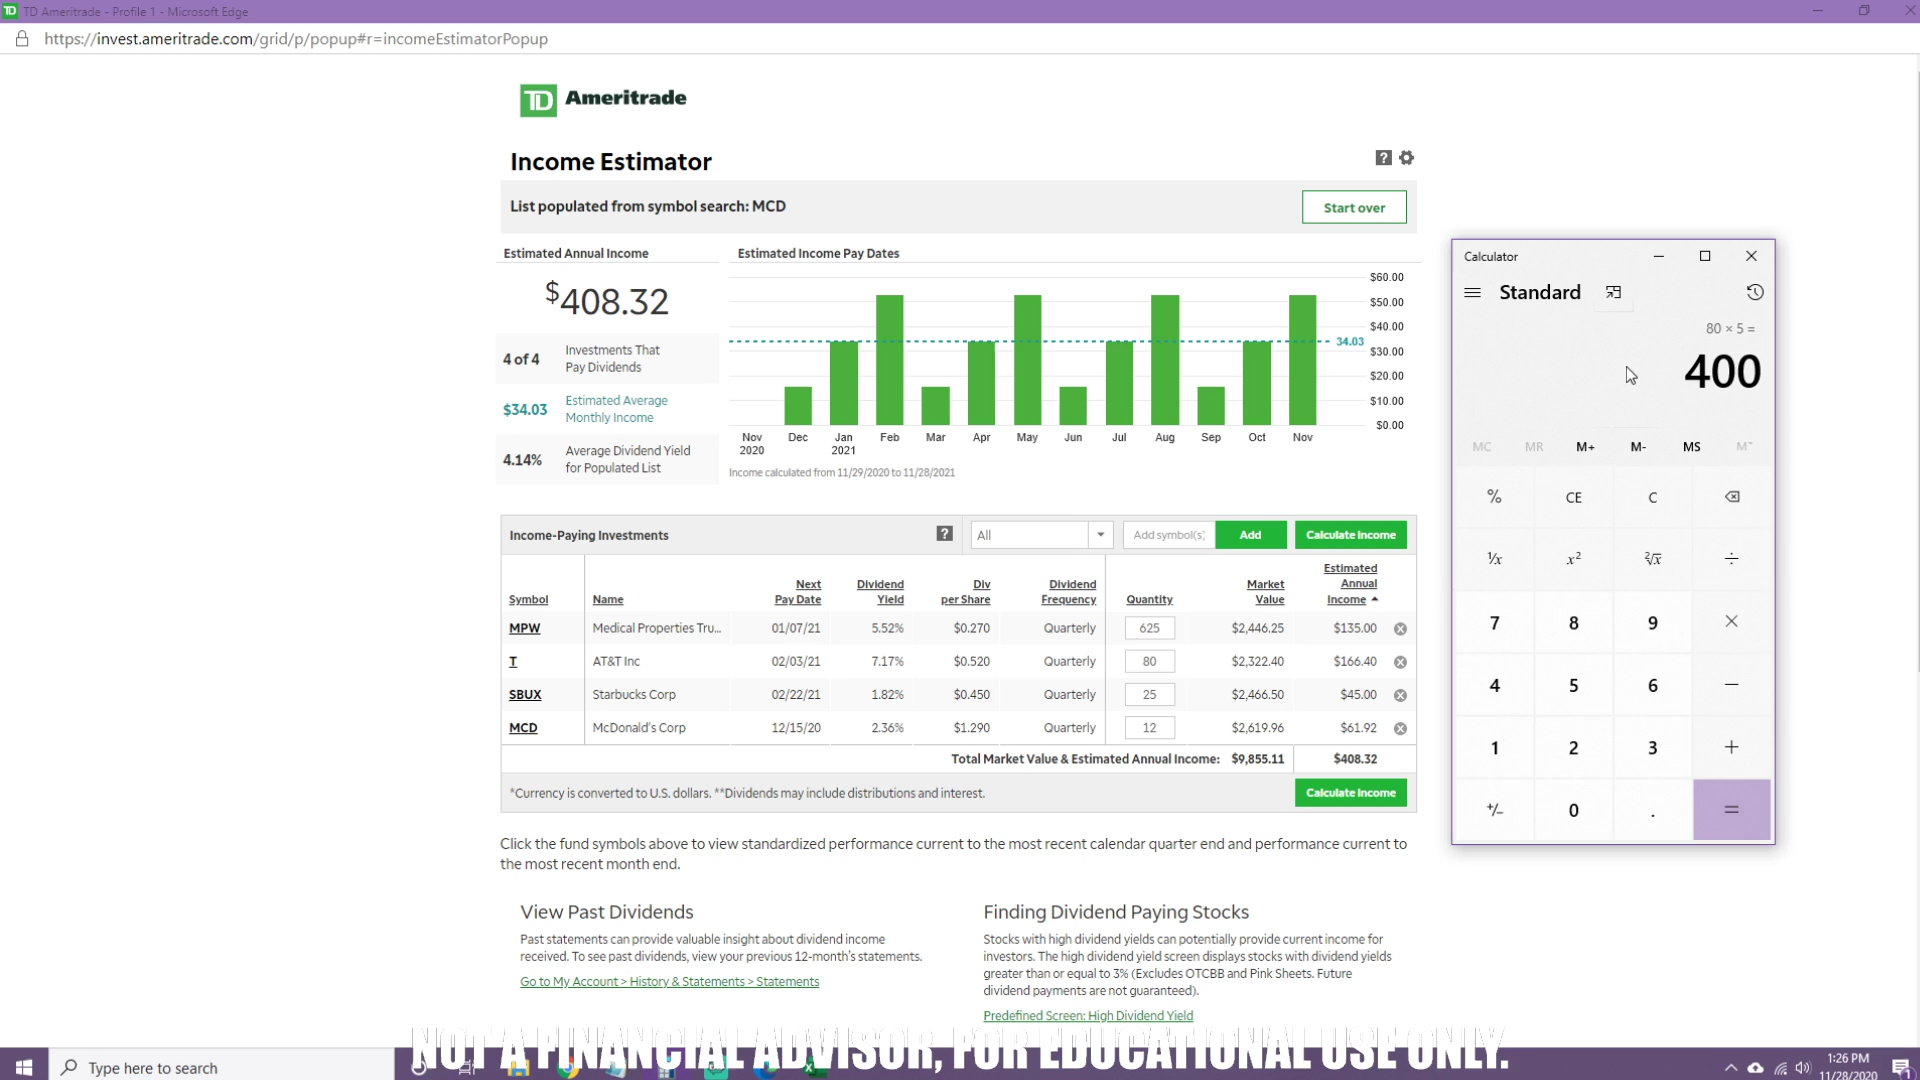 TD Ameritrade - Profile 1 - Microsoft Edge
https://invest.ameritrade.com/grid/p/popup#r=incomeEstimatorPopup
TD Ameritrade
Income Estimator
?
List populated from symbol search: MCD
Start over
Estimated Annual Income
Estimated Income Pay Dates
$408.32
4 of 4 Investments That
Pay Dividends
$34.03 Estimated Average
Monthly Income
4.14% Average Dividend Yield
for Populated List
$60.00
$50.00
$40.00
34.03
$30.00
$20.00
$10.00
$0.00
Nov Dec Jan Feb Mar Apr May Jun Jul Aug Sep Oct Nov
2020 2021
Income calculated from 11/29/2020 to 11/28/2021
Income-Paying Investments ? All Add symbol(s) Add Calculate Income
Symbol Name Next Pay Date Dividend Yield Div per Share Dividend Frequency Quantity Market Value Estimated Annual Income
MPW Medical Properties Tru... 01/07/21 5.52% $0.270 Quarterly 625 $2,446.25 $135.00
T AT&T Inc 02/03/21 7.17% $0.520 Quarterly 80 $2,322.40 $166.40
SBUX Starbucks Corp 02/22/21 1.82% $0.450 Quarterly 25 $2,466.50 $45.00
MCD McDonald's Corp 12/15/20 2.36% $1.290 Quarterly 12 $2,619.96 $61.92
Total Market Value & Estimated Annual Income: $9,855.11 $408.32
*Currency is converted to U.S. dollars. **Dividends may include distributions and interest.
Calculate Income
Click the fund symbols above to view standardized performance current to the most recent calendar quarter end and performance current to
the most recent month end.
View Past Dividends
Past statements can provide valuable insight about dividend income
received. To see past dividends, view your previous 12-month's statements.
Go to My Account > History & Statements > Statements
Finding Dividend Paying Stocks
Stocks with high dividend yields can potentially provide current income for
investors. The high dividend yield screen displays stocks with dividend yields
greater than or equal to 3% (Excludes OTCBB and Pink Sheets. Future
dividend payments are not guaranteed).
Predefined Screen: High Dividend Yield
Calculator
Standard
80 × 5 =
400
MC MR M+ M- MS M˅
% CE C
¹/x x² ²√x ÷
7 8 9 ×
4 5 6 −
1 2 3 +
+/− 0 . =
NOT A FINANCIAL ADVISOR, FOR EDUCATIONAL USE ONLY.
Type here to search
1:26 PM
11/28/2020
1